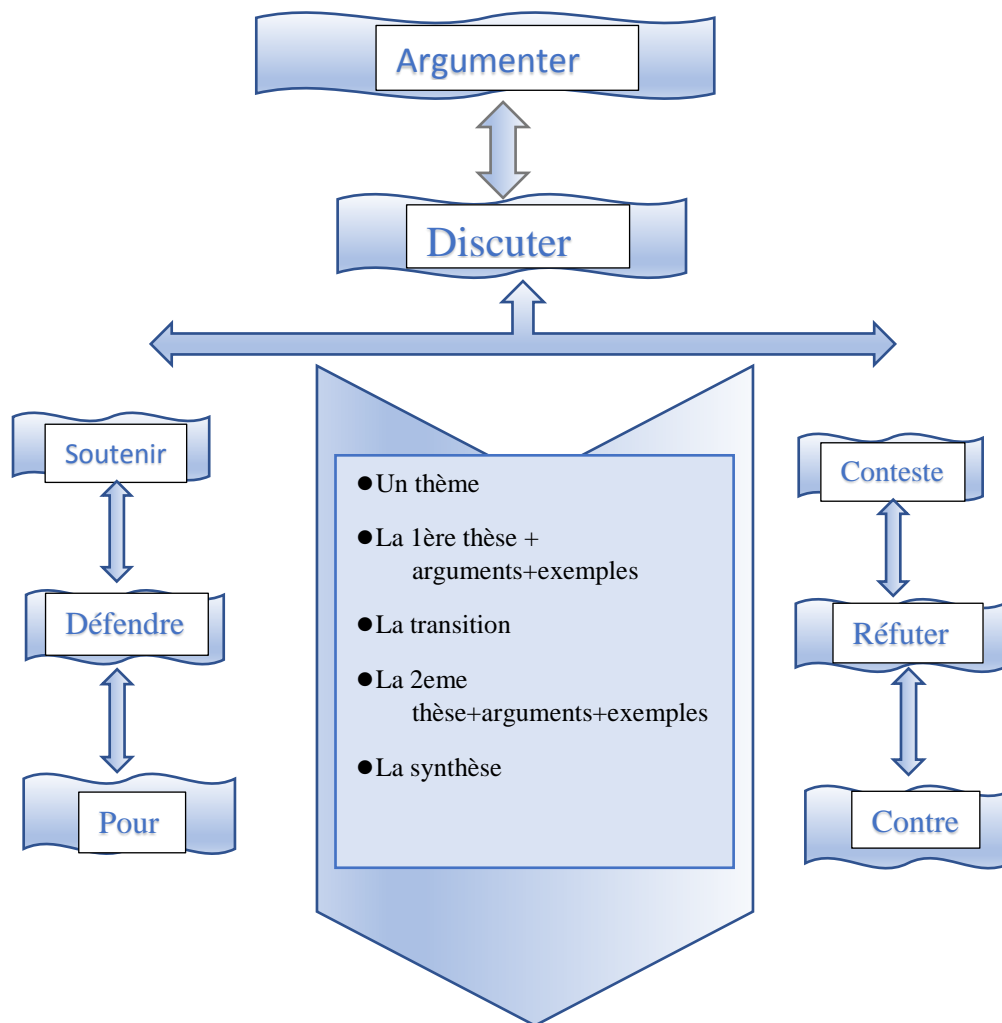 Argumenter
Discuter
Soutenir
Défendre
Pour
●Un thème
●La 1ère thèse +
arguments+exemples
●La transition
●La 2eme
thèse+arguments+exemples
●La synthèse
Conteste
Réfuter
Contre